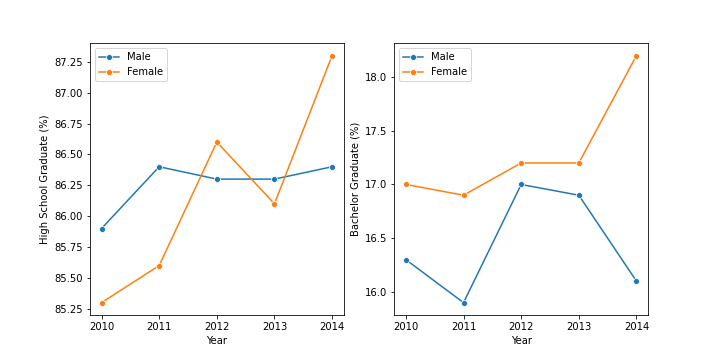 Male
Female
87.25
87.00
86.75
86.50
86.25
86.00
85.75
85.50
85.25
High School Graduate (%)
2010 2011 2012 2013 2014
Year
Male
Female
18.0
17.5
17.0
16.5
16.0
Bachelor Graduate (%)
2010 2011 2012 2013 2014
Year